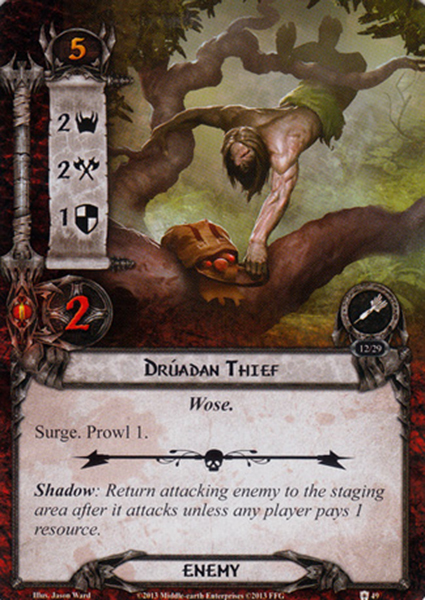 5
2
2
1
2
12/29
DRÚADAN THIEF
Wose.
Surge. Prowl 1.
Shadow: Return attacking enemy to the staging
area after it attacks unless any player pays 1
resource.
ENEMY
Illus. Jason Ward ©2013 Middle-earth Enterprises ©2013 FFG 49